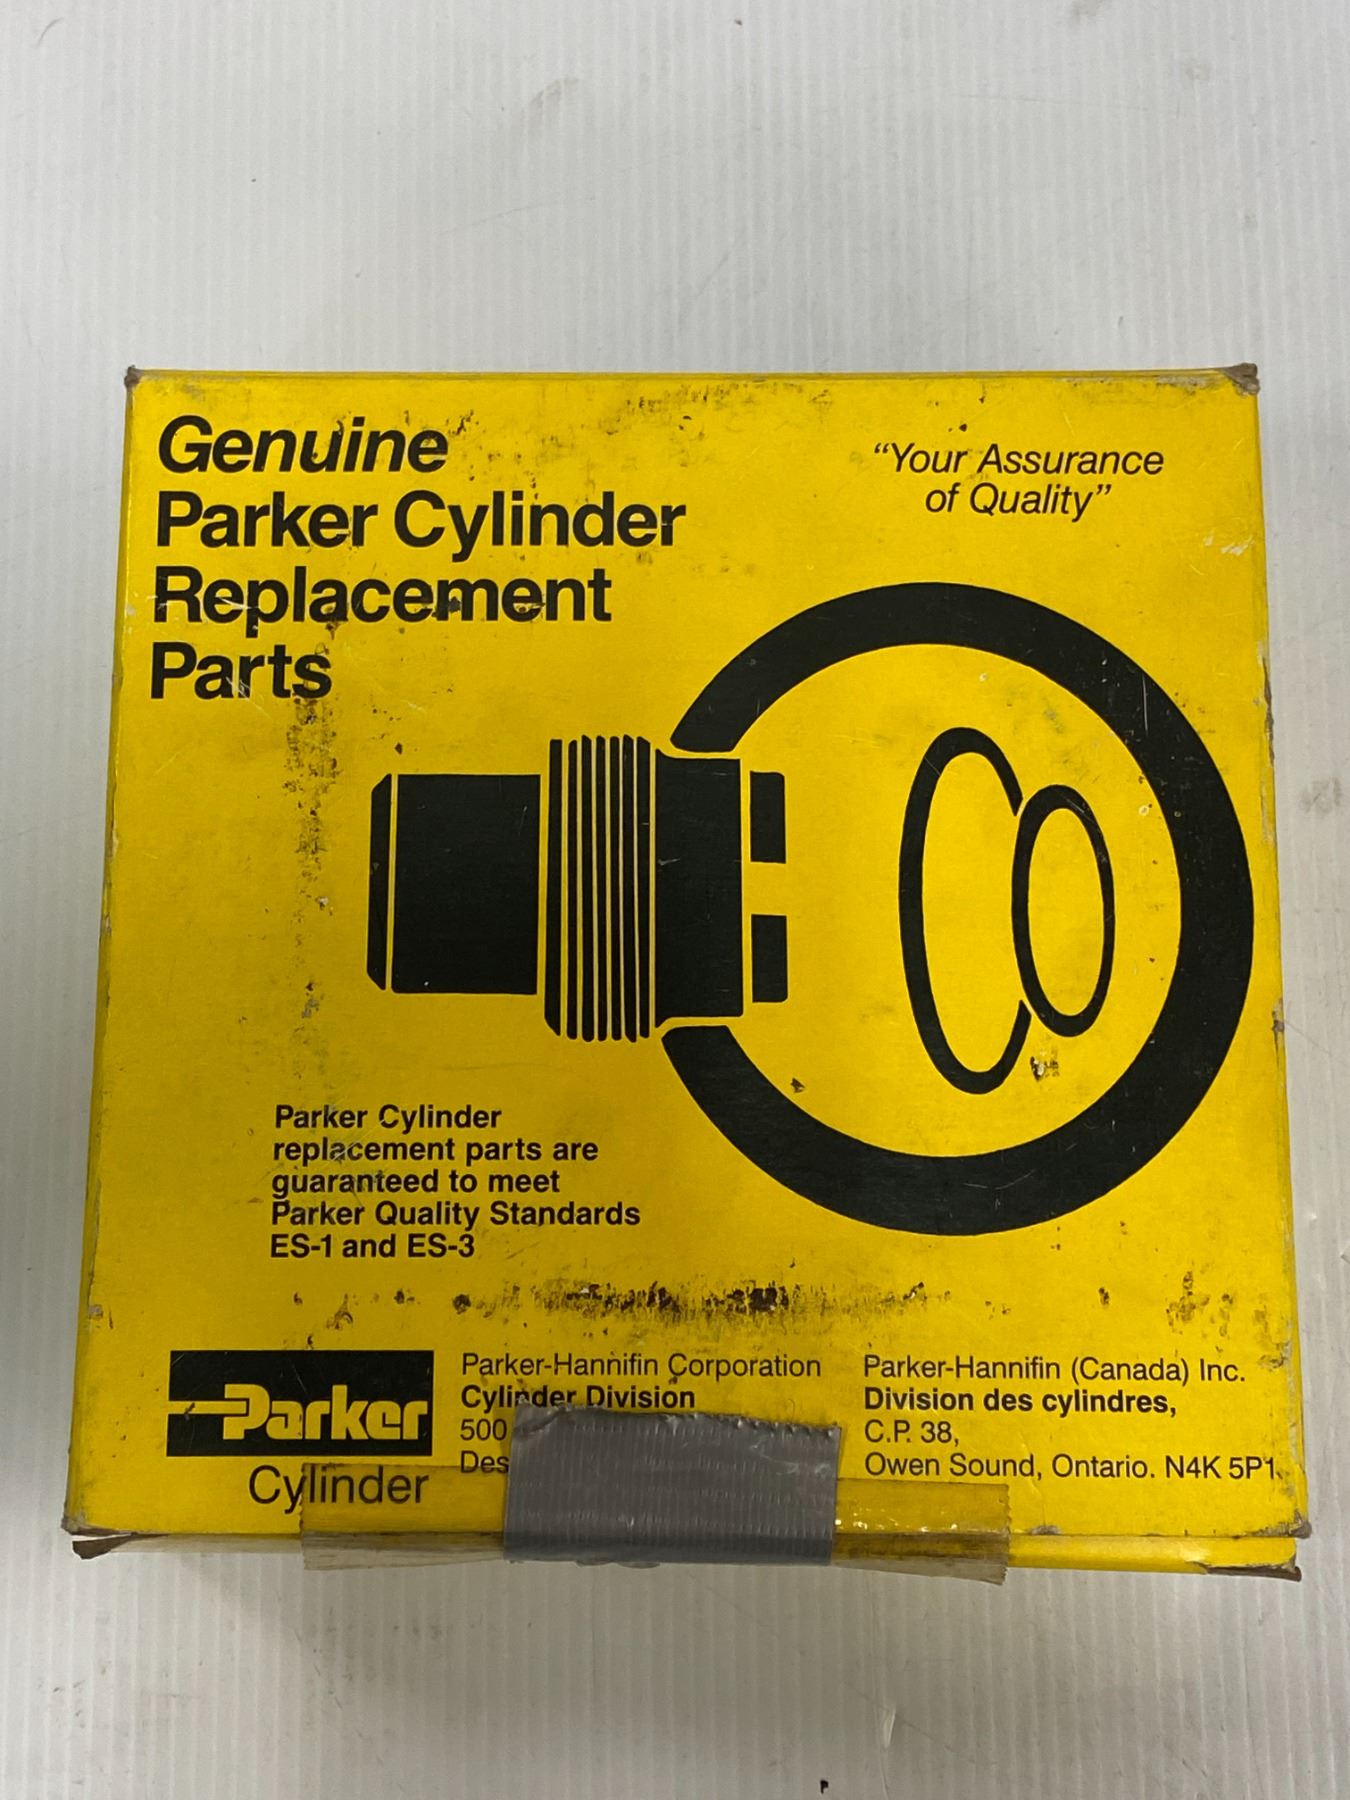 Genuine
Parker Cylinder
Replacement
Parts
“Your Assurance
of Quality”
Parker Cylinder
replacement parts are
guaranteed to meet
Parker Quality Standards
ES-1 and ES-3
Parker
Cylinder
Parker-Hannifin Corporation
Cylinder Division
500
Des
Parker-Hannifin (Canada) Inc.
Division des cylindres,
C.P. 38,
Owen Sound, Ontario. N4K 5P1